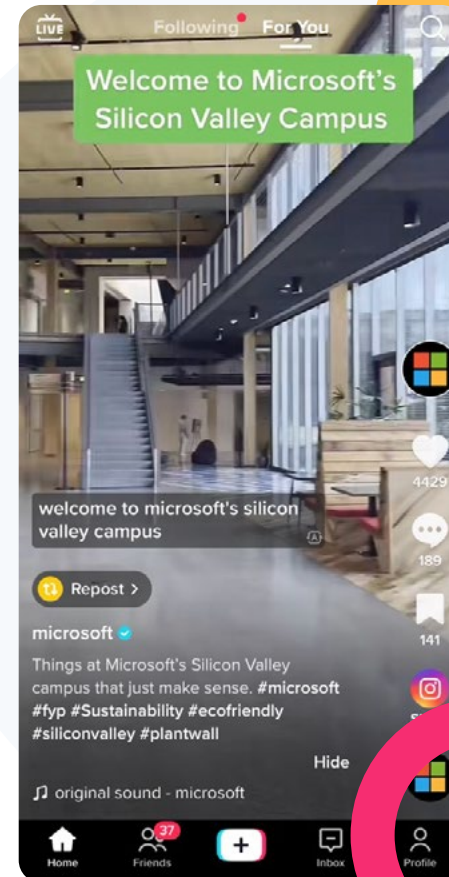 LIVE
Following
For You
Welcome to Microsoft's
Silicon Valley Campus
4429
189
141
welcome to microsoft's silicon
valley campus
Repost >
microsoft
Things at Microsoft's Silicon Valley
campus that just make sense. #microsoft
#fyp #Sustainability #ecofriendly
#siliconvalley #plantwall
Hide
original sound - microsoft
Home
37
Friends
Inbox
Profile